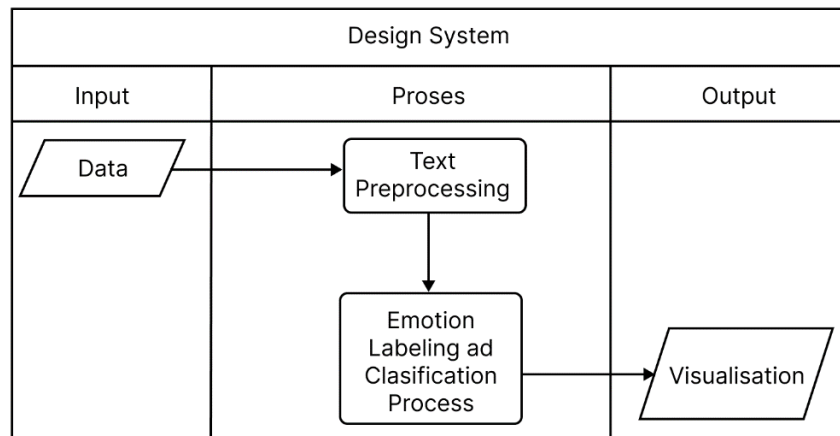 Design System
Input
Proses
Output
Data
Text
Preprocessing
Emotion
Labeling ad
Clasification
Process
Visualisation